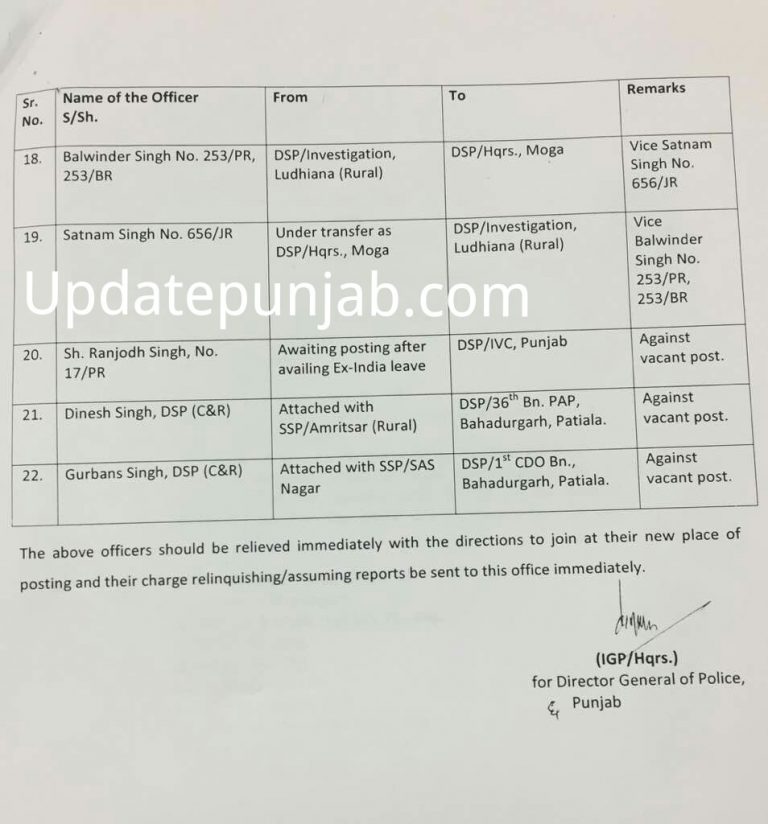 Sr. No. Name of the Officer S/Sh. From To Remarks
18. Balwinder Singh No. 253/PR, 253/BR DSP/Investigation, Ludhiana (Rural) DSP/Hqrs., Moga Vice Satnam Singh No. 656/JR
19. Satnam Singh No. 656/JR Under transfer as DSP/Hqrs., Moga DSP/Investigation, Ludhiana (Rural) Vice Balwinder Singh No. 253/PR, 253/BR
Updatepunjab.com
20. Sh. Ranjodh Singh, No. 17/PR Awaiting posting after availing Ex-India leave DSP/IVC, Punjab Against vacant post.
21. Dinesh Singh, DSP (C&R) Attached with SSP/Amritsar (Rural) DSP/36th Bn. PAP, Bahadurgarh, Patiala. Against vacant post.
22. Gurbans Singh, DSP (C&R) Attached with SSP/SAS Nagar DSP/1st CDO Bn., Bahadurgarh, Patiala. Against vacant post.
The above officers should be relieved immediately with the directions to join at their new place of
posting and their charge relinquishing/assuming reports be sent to this office immediately.
(IGP/Hqrs.)
for Director General of Police,
Punjab